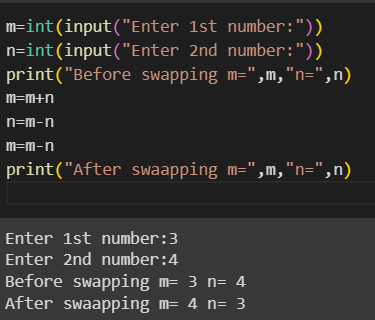 m=int(input("Enter 1st number:"))
n=int(input("Enter 2nd number:"))
print("Before swapping m=",m,"n=",n)
m=m+n
n=m-n
m=m-n
print("After swaapping m=",m,"n=",n)
Enter 1st number:3
Enter 2nd number:4
Before swapping m= 3 n= 4
After swaapping m= 4 n= 3